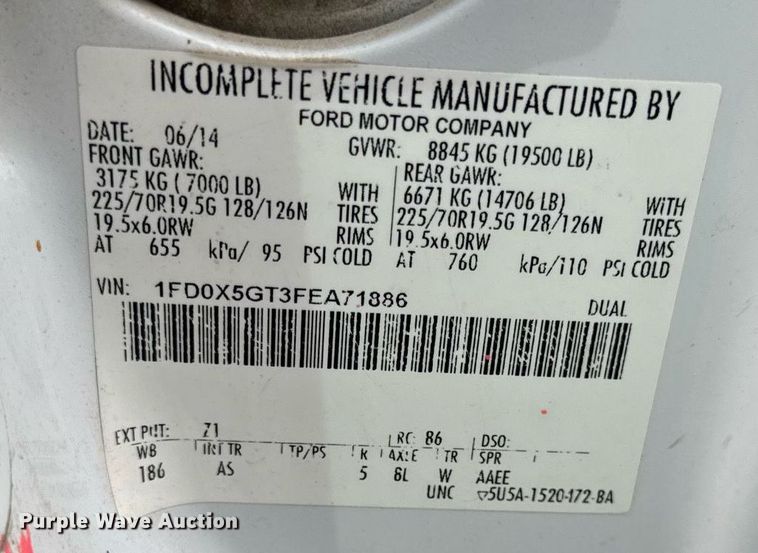 INCOMPLETE VEHICLE MANUFACTURED BY
FORD MOTOR COMPANY
DATE: 06/14 GVWR: 8845 KG (19500 LB)
FRONT GAWR: REAR GAWR:
3175 KG ( 7000 LB) WITH 6671 KG (14706 LB) WITH
225/70R19.5G 128/126N TIRES 225/70R19.5G 128/126N TIRES
19.5x6.0RW RIMS 19.5x6.0RW RIMS
AT 655 kPa/ 95 PSI COLD AT 760 kPa/110 PSI COLD
VIN: 1FD0X5GT3FEA71886 DUAL
EXT PNT: Z1 RC: 86 DSO:
WB INT TR TP/PS R AXLE TR SPR
186 AS 5 8L W AAEE
UNC 5U5A-1520472-BA
Purple Wave Auction